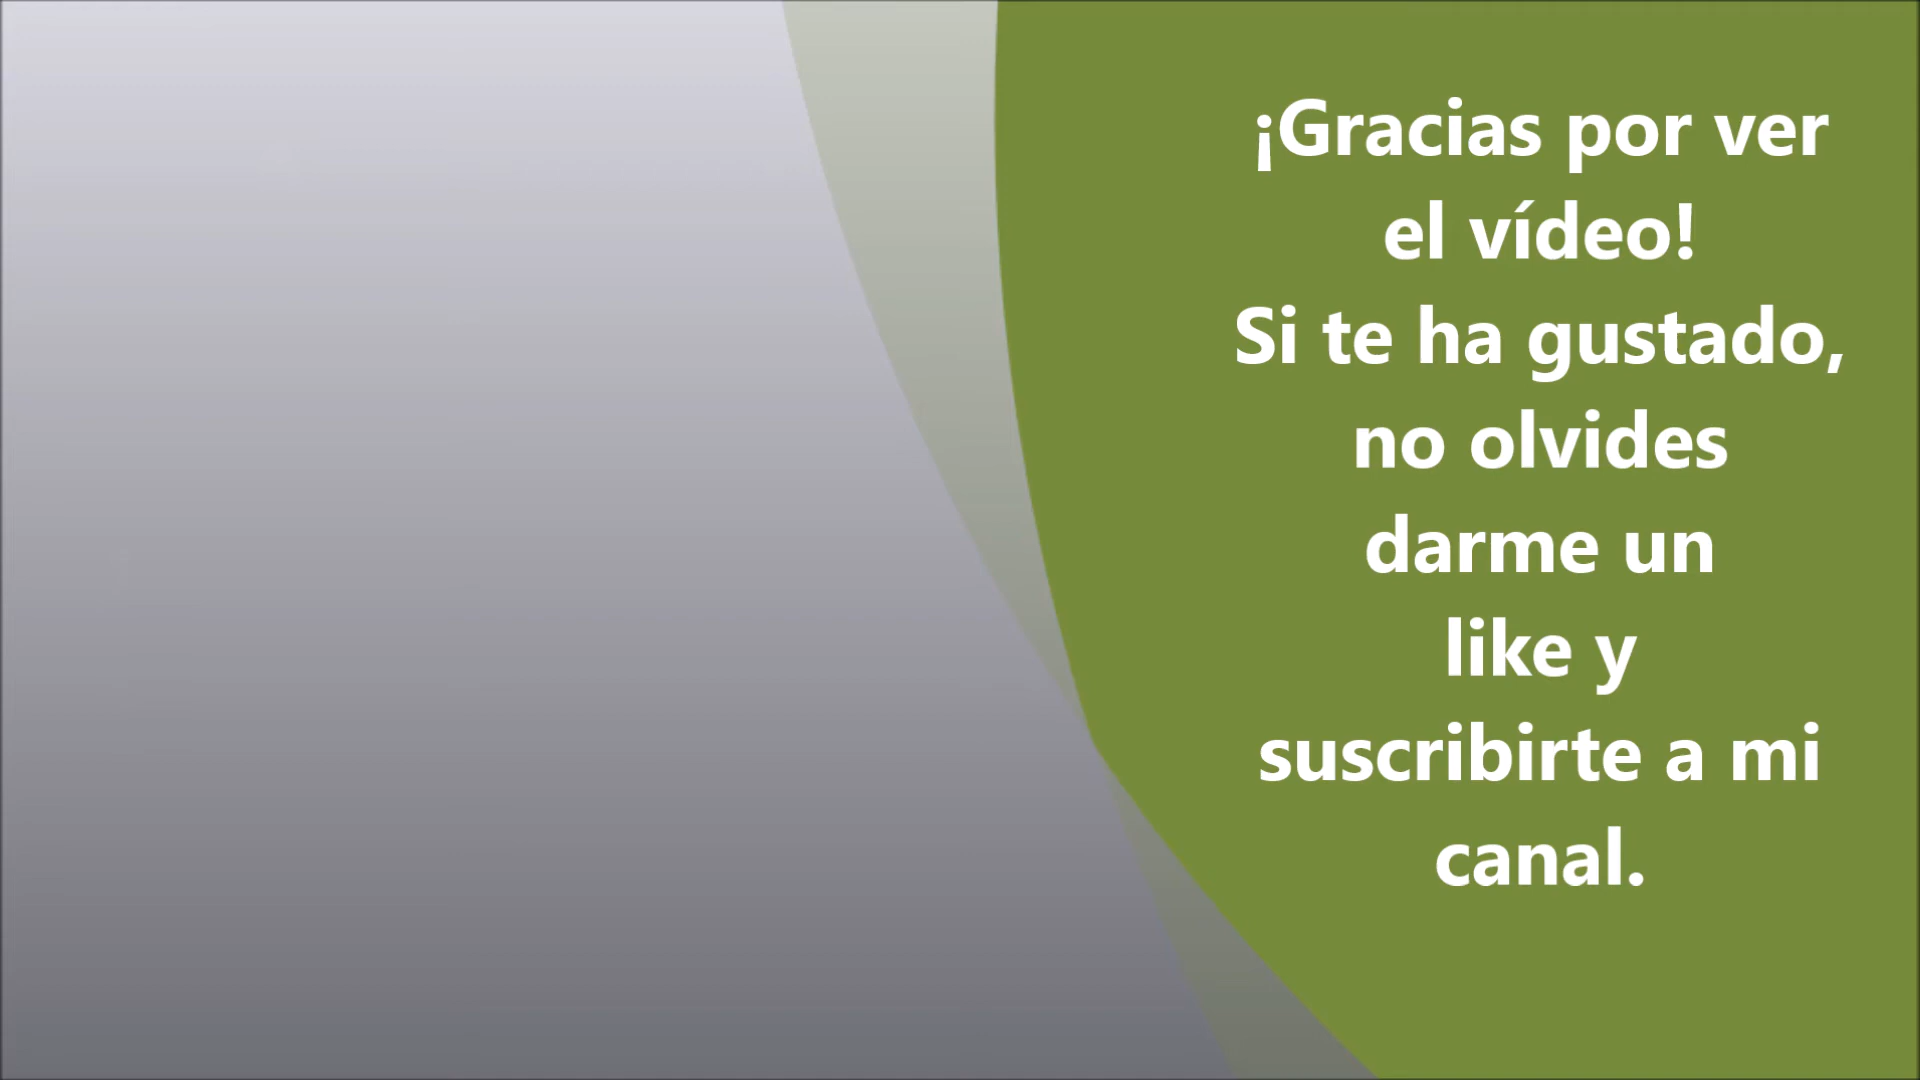 ¡Gracias por ver
el vídeo!
Si te ha gustado,
no olvides
darme un
like y
suscribirte a mi
canal.